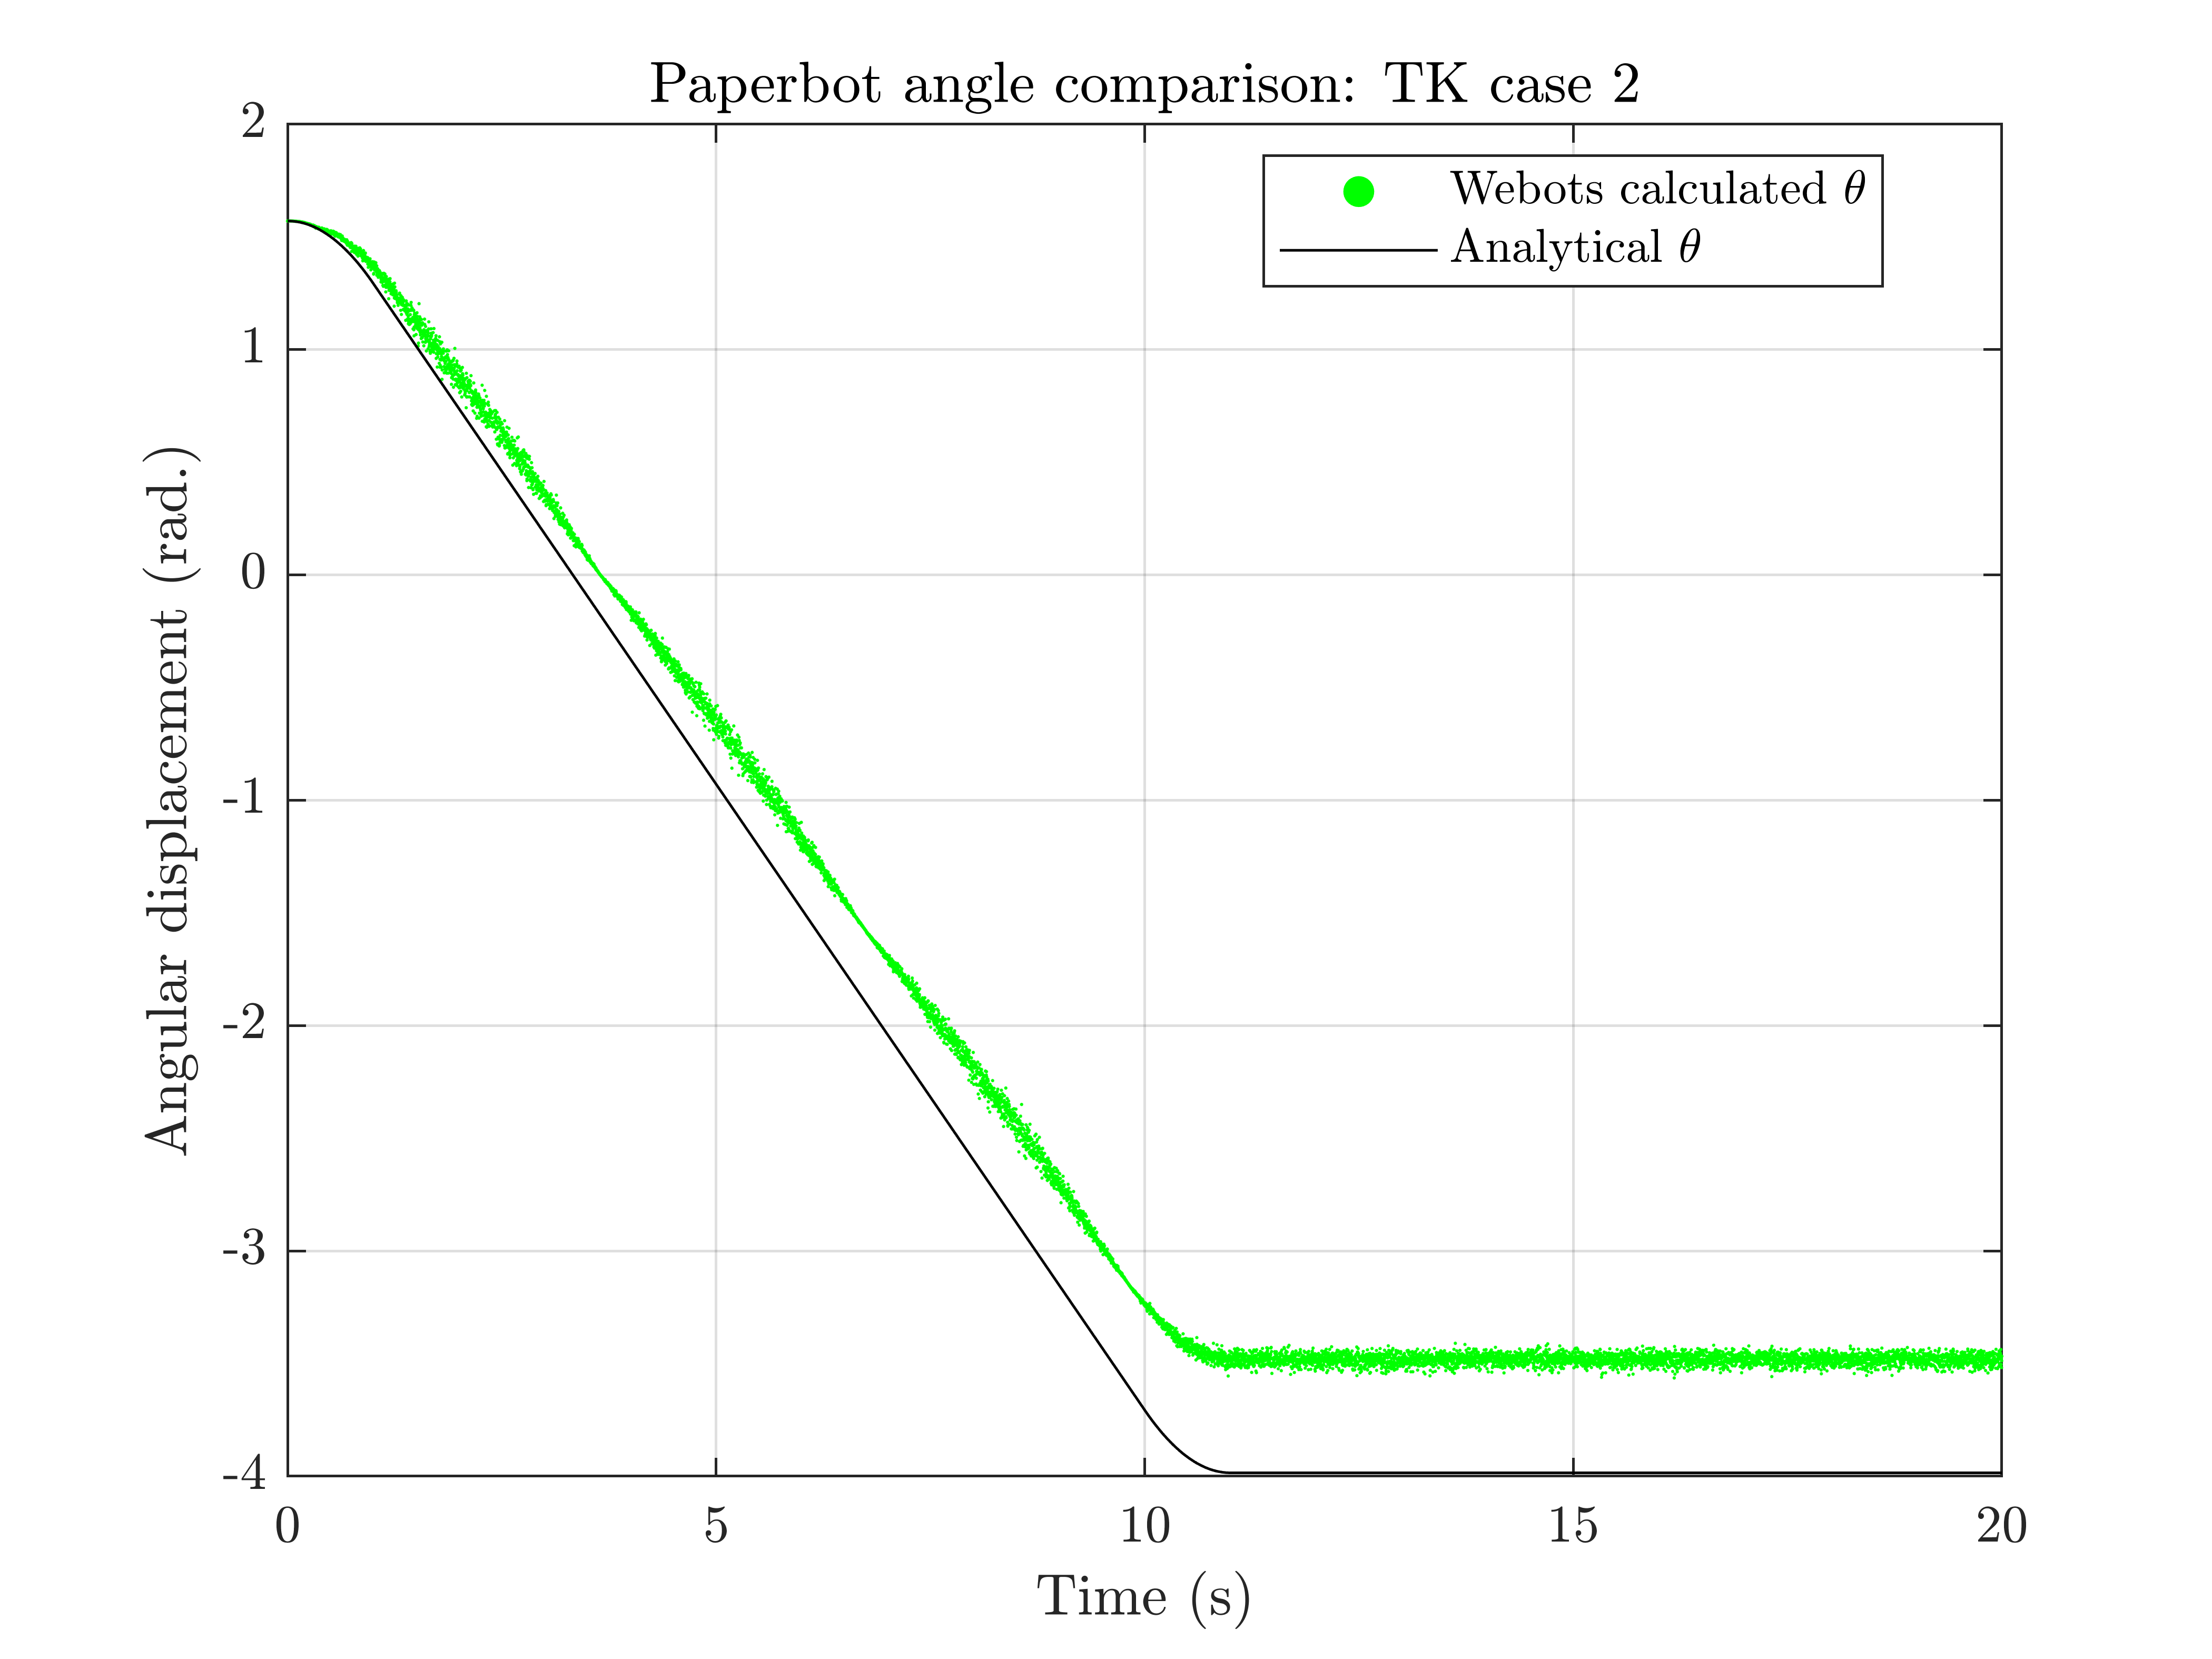 Paperbot angle comparison: TK case 2
Webots calculated θ
Analytical θ
Angular displacement (rad.)
2
1
0
-1
-2
-3
-4
0 5 10 15 20
Time (s)